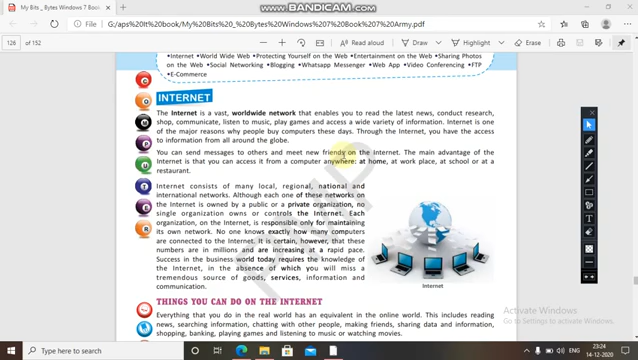 www.BANDICAM.com
My Bits _ Bytes Windows 7 Book
G:/aps%20It%20book/My%20Bits%20_%20Bytes%20Windows%207%20Book%207%20Army.pdf
126 of 152
Read aloud Draw Highlight Erase
•Internet •World Wide Web •Protecting Yourself on the Web •Entertainment on the Web •Sharing Photos
on the Web •Social Networking •Blogging •Whatsapp Messenger •Web App •Video Conferencing •FTP
•E-Commerce
C
O
M
P
U
T
E
R
INTERNET
The Internet is a vast, worldwide network that enables you to read the latest news, conduct research,
shop, communicate, listen to music, play games and access a wide variety of information. Internet is one
of the major reasons why people buy computers these days. Through the Internet, you have the access
to information from all around the globe.
You can send messages to others and meet new friends on the Internet. The main advantage of the
Internet is that you can access it from a computer anywhere: at home, at work place, at school or at a
restaurant.
Internet consists of many local, regional, national and
international networks. Although each one of these networks on
the Internet is owned by a public or a private organization, no
single organization owns or controls the Internet. Each
organization, on the Internet, is responsible only for maintaining
its own network. No one knows exactly how many computers
are connected to the Internet. It is certain, however, that these
numbers are in millions and are increasing at a rapid pace.
Success in the business world today requires the knowledge of
the Internet, in the absence of which you will miss a
tremendous source of goods, services, information and
communication.
Internet
THINGS YOU CAN DO ON THE INTERNET
Everything that you do in the real world has an equivalent in the online world. This includes reading
news, searching information, chatting with other people, making friends, sharing data and information,
shopping, banking, playing games and listening to music or watching movies.
Activate Windows
Go to Settings to activate Windows.
Type here to search
ENG
23:24
14-12-2020